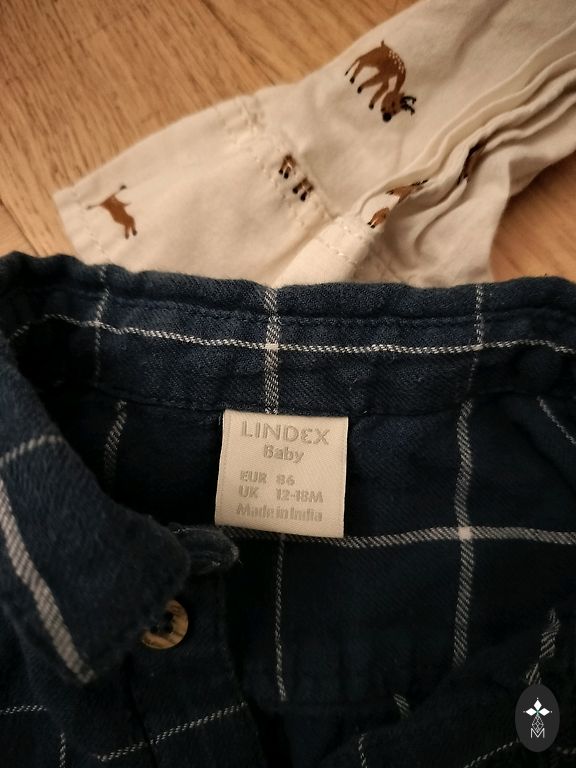 LINDEX
Baby
EUR 86
UK 12-18M
Made in India
M